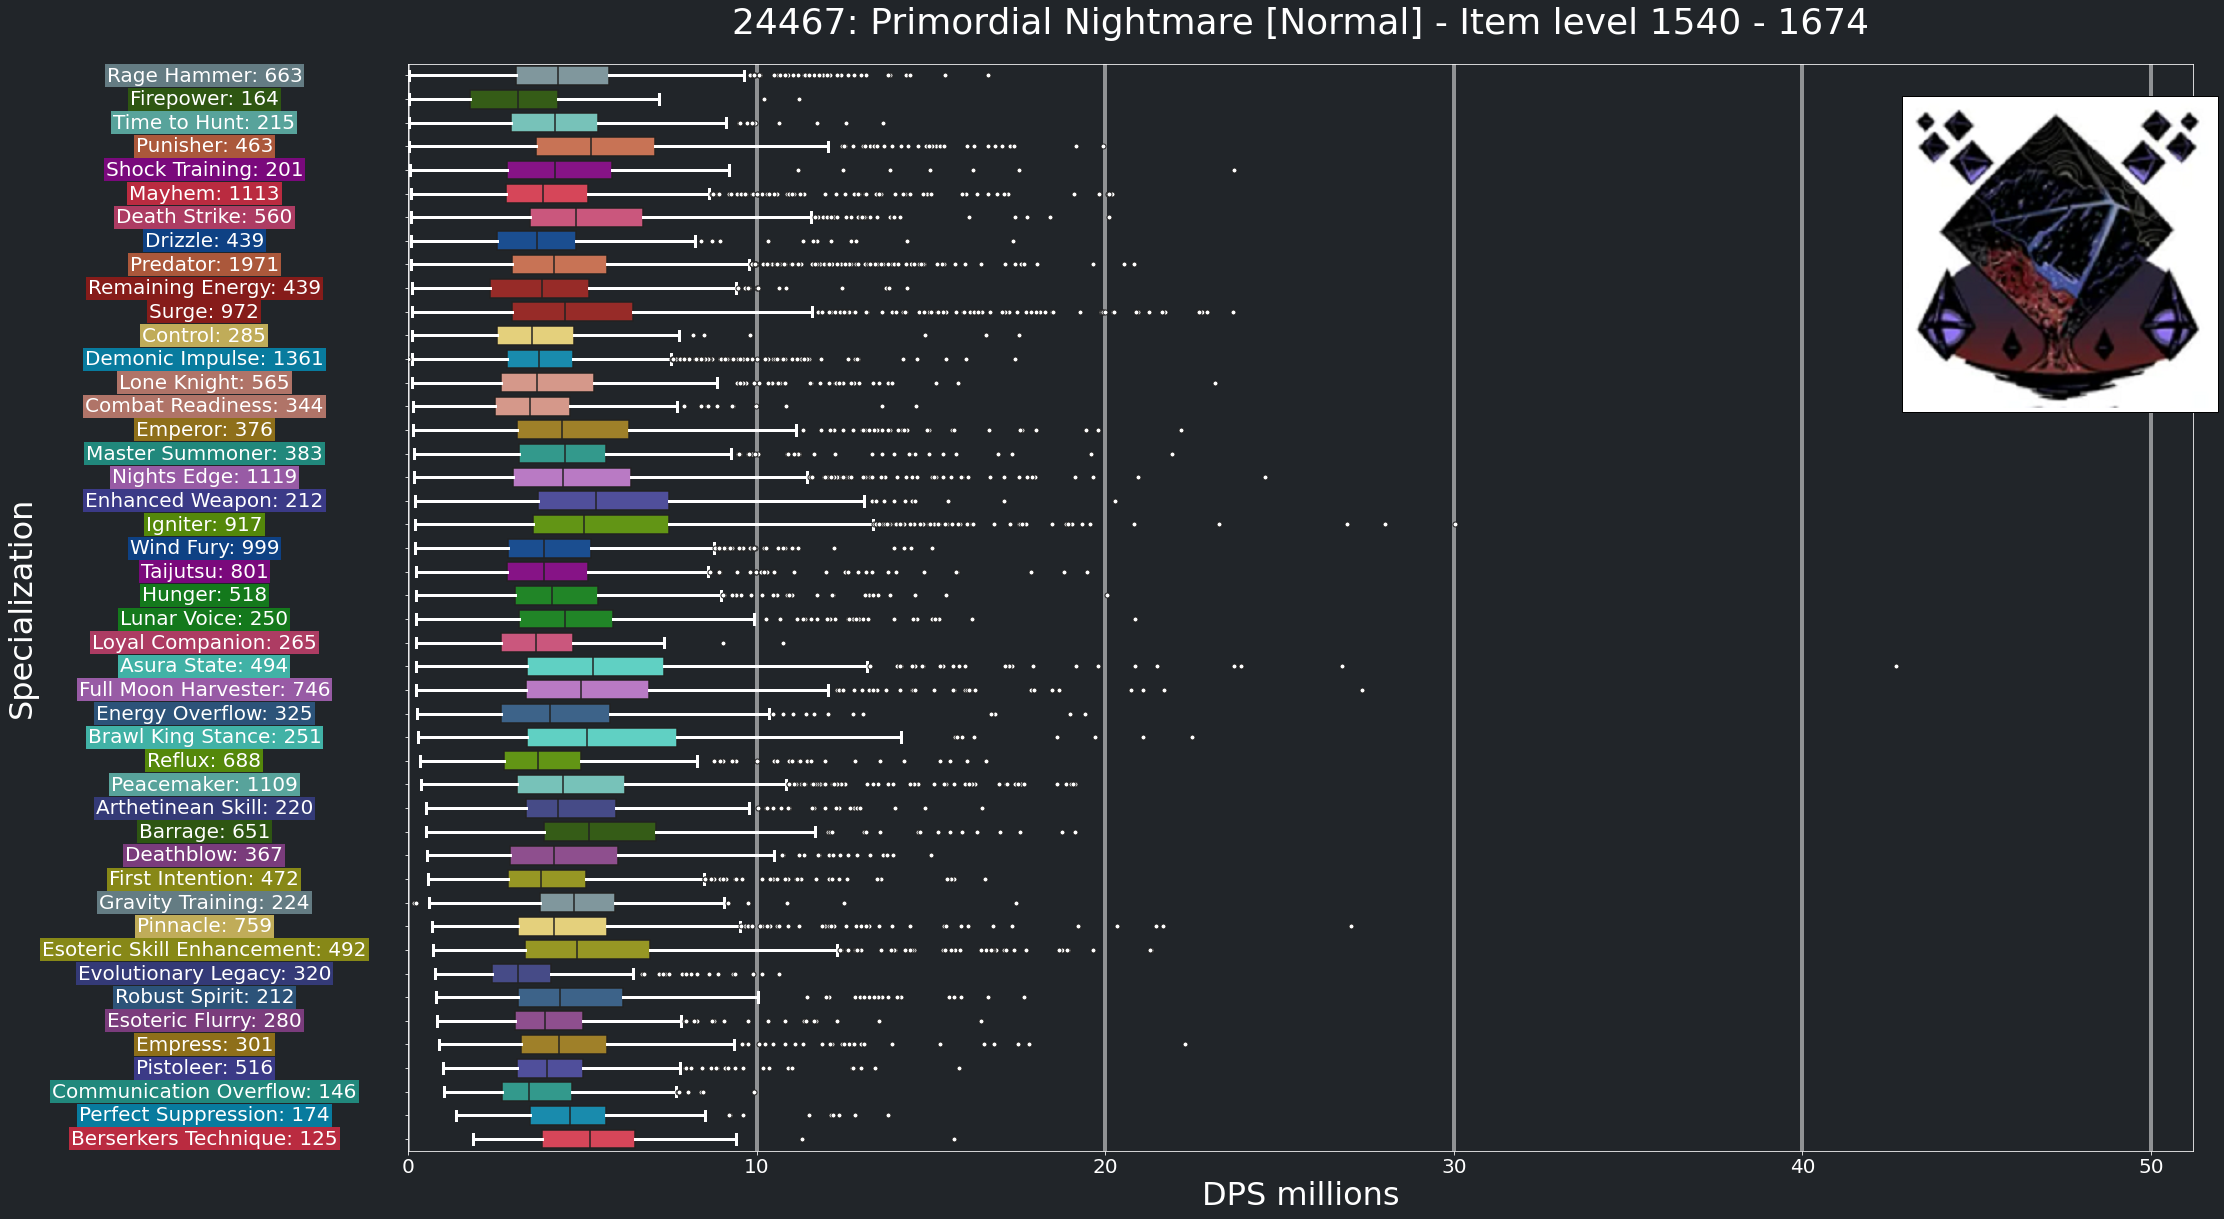 24467: Primordial Nightmare [Normal] - Item level 1540 - 1674
Specialization
Rage Hammer: 663
Firepower: 164
Time to Hunt: 215
Punisher: 463
Shock Training: 201
Mayhem: 1113
Death Strike: 560
Drizzle: 439
Predator: 1971
Remaining Energy: 439
Surge: 972
Control: 285
Demonic Impulse: 1361
Lone Knight: 565
Combat Readiness: 344
Emperor: 376
Master Summoner: 383
Nights Edge: 1119
Enhanced Weapon: 212
Igniter: 917
Wind Fury: 999
Taijutsu: 801
Hunger: 518
Lunar Voice: 250
Loyal Companion: 265
Asura State: 494
Full Moon Harvester: 746
Energy Overflow: 325
Brawl King Stance: 251
Reflux: 688
Peacemaker: 1109
Arthetinean Skill: 220
Barrage: 651
Deathblow: 367
First Intention: 472
Gravity Training: 224
Pinnacle: 759
Esoteric Skill Enhancement: 492
Evolutionary Legacy: 320
Robust Spirit: 212
Esoteric Flurry: 280
Empress: 301
Pistoleer: 516
Communication Overflow: 146
Perfect Suppression: 174
Berserkers Technique: 125
0 10 20 30 40 50
DPS millions